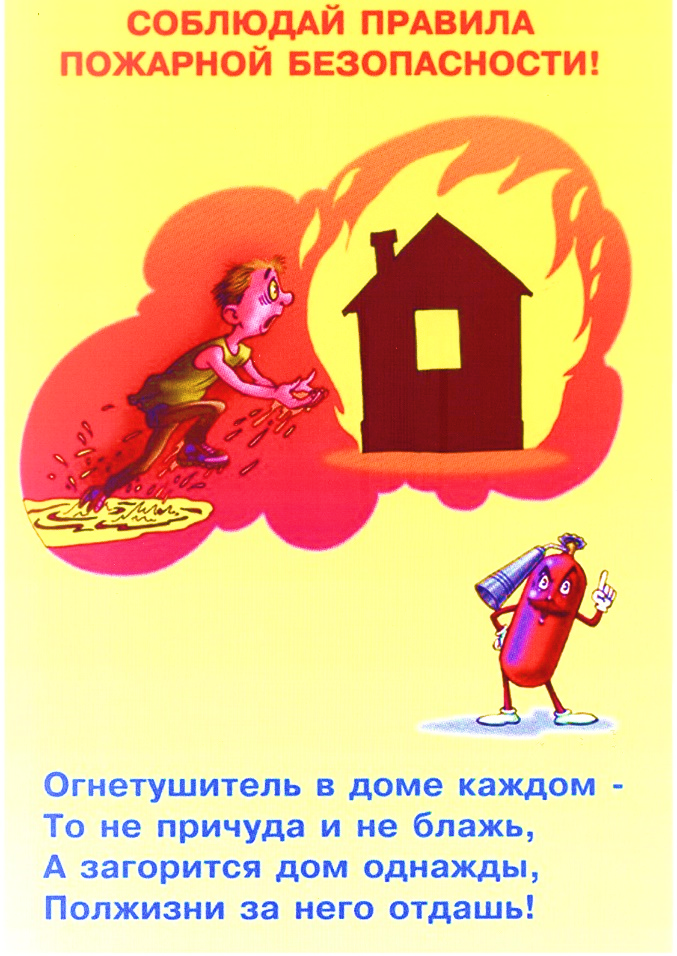 СОБЛЮДАЙ ПРАВИЛА
ПОЖАРНОЙ БЕЗОПАСНОСТИ!
Огнетушитель в доме каждом -
То не причуда и не блажь,
А загорится дом однажды,
Полжизни за него отдашь!